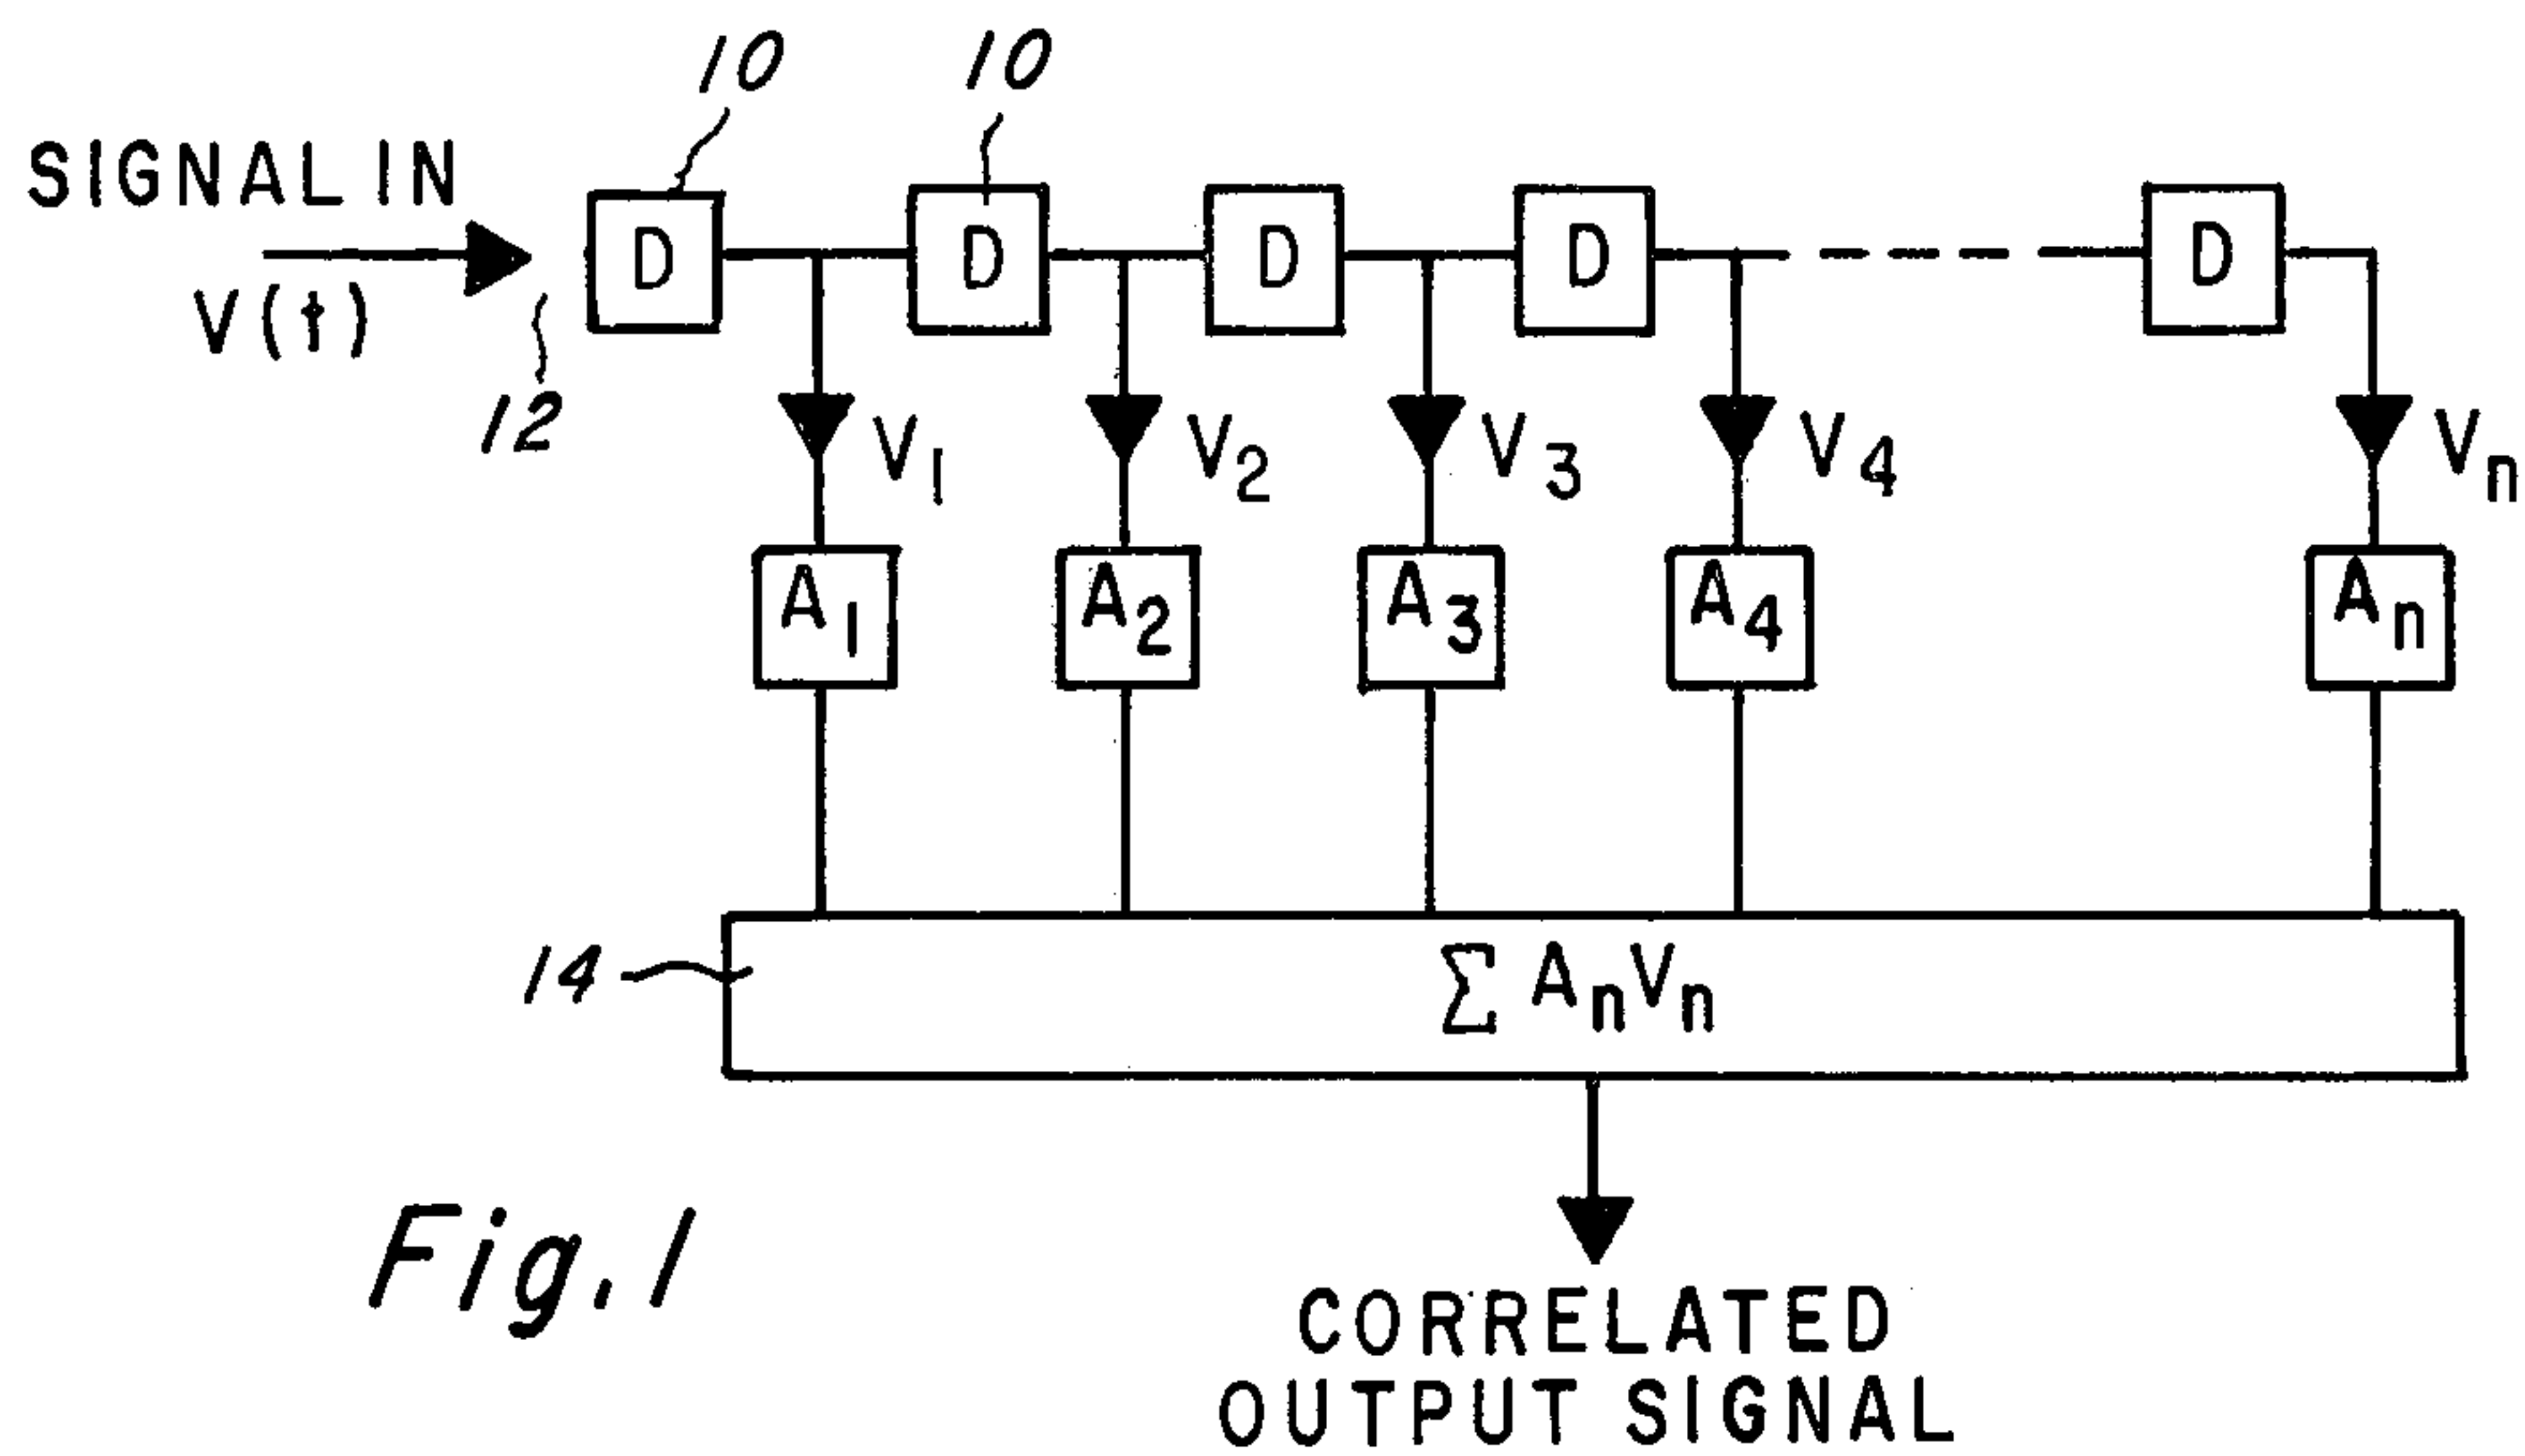 10 10
SIGNAL IN
V(t)
12
D D D D D
V1 V2 V3 V4 Vn
A1 A2 A3 A4 An
14
∑ AnVn
Fig.1
CORRELATED
OUTPUT SIGNAL